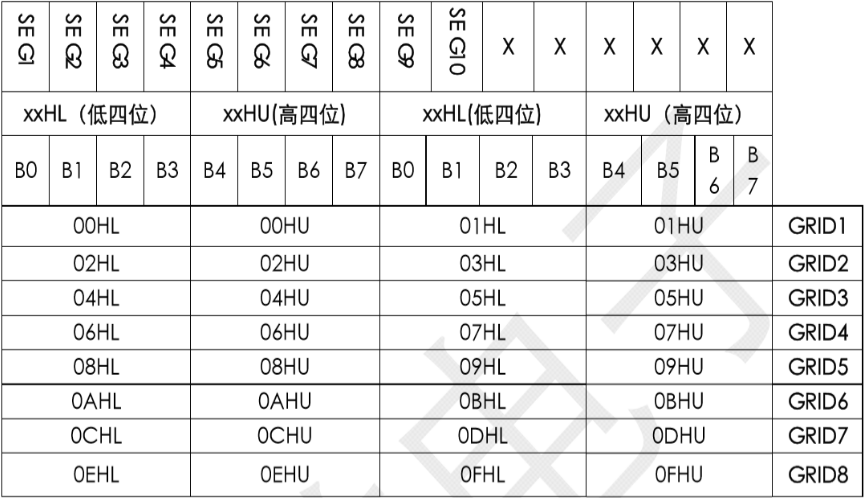 SEG1 SEG2 SEG3 SEG4 SEG5 SEG6 SEG7 SEG8 SEG9 SEG10 X X X X X X
xxHL（低四位） xxHU(高四位) xxHL(低四位) xxHU（高四位）
B0 B1 B2 B3 B4 B5 B6 B7 B0 B1 B2 B3 B4 B5 B6 B7
00HL 00HU 01HL 01HU GRID1
02HL 02HU 03HL 03HU GRID2
04HL 04HU 05HL 05HU GRID3
06HL 06HU 07HL 07HU GRID4
08HL 08HU 09HL 09HU GRID5
0AHL 0AHU 0BHL 0BHU GRID6
0CHL 0CHU 0DHL 0DHU GRID7
0EHL 0EHU 0FHL 0FHU GRID8
电子